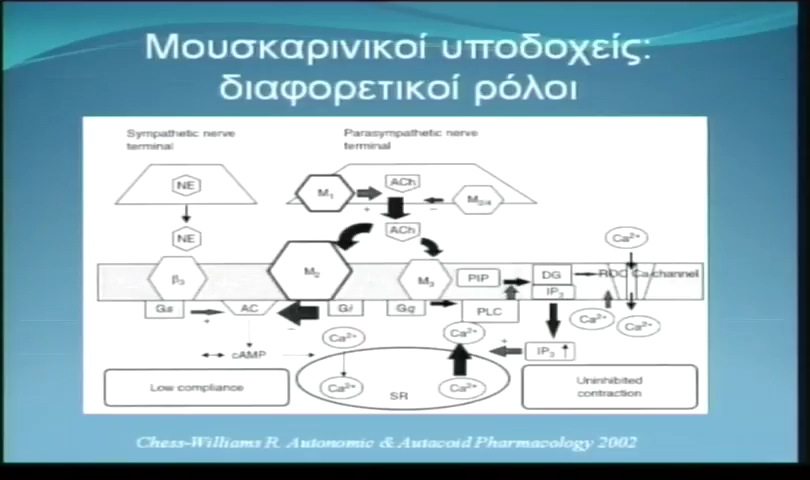 Μουσκαρινικοί υποδοχείς:
διαφορετικοί ρόλοι
Sympathetic nerve
terminal
Parasympathetic nerve
terminal
NE
M₁
ACh
M₂/₄
+
−
NE
ACh
Ca²⁺
β₃
M₂
M₃
PIP
DG
ROC Ca channel
IP₃
Gs
AC
Gi
Gq
PLC
Ca²⁺
Ca²⁺
+
−
Ca²⁺
Ca²⁺
cAMP
+
IP₃
Low compliance
Ca²⁺
SR
Ca²⁺
Uninhibited
contraction
Chess-Williams R. Autonomic & Autacoid Pharmacology 2002